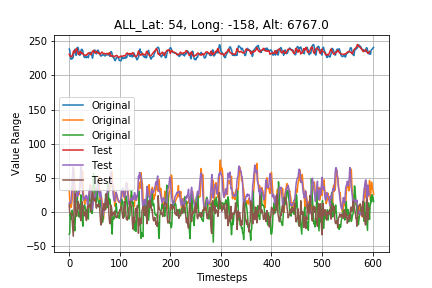 ALL_Lat: 54, Long: -158, Alt: 6767.0
250
200
150
100
50
0
−50
Value Range
Original
Original
Original
Test
Test
Test
0
100
200
300
400
500
600
Timesteps